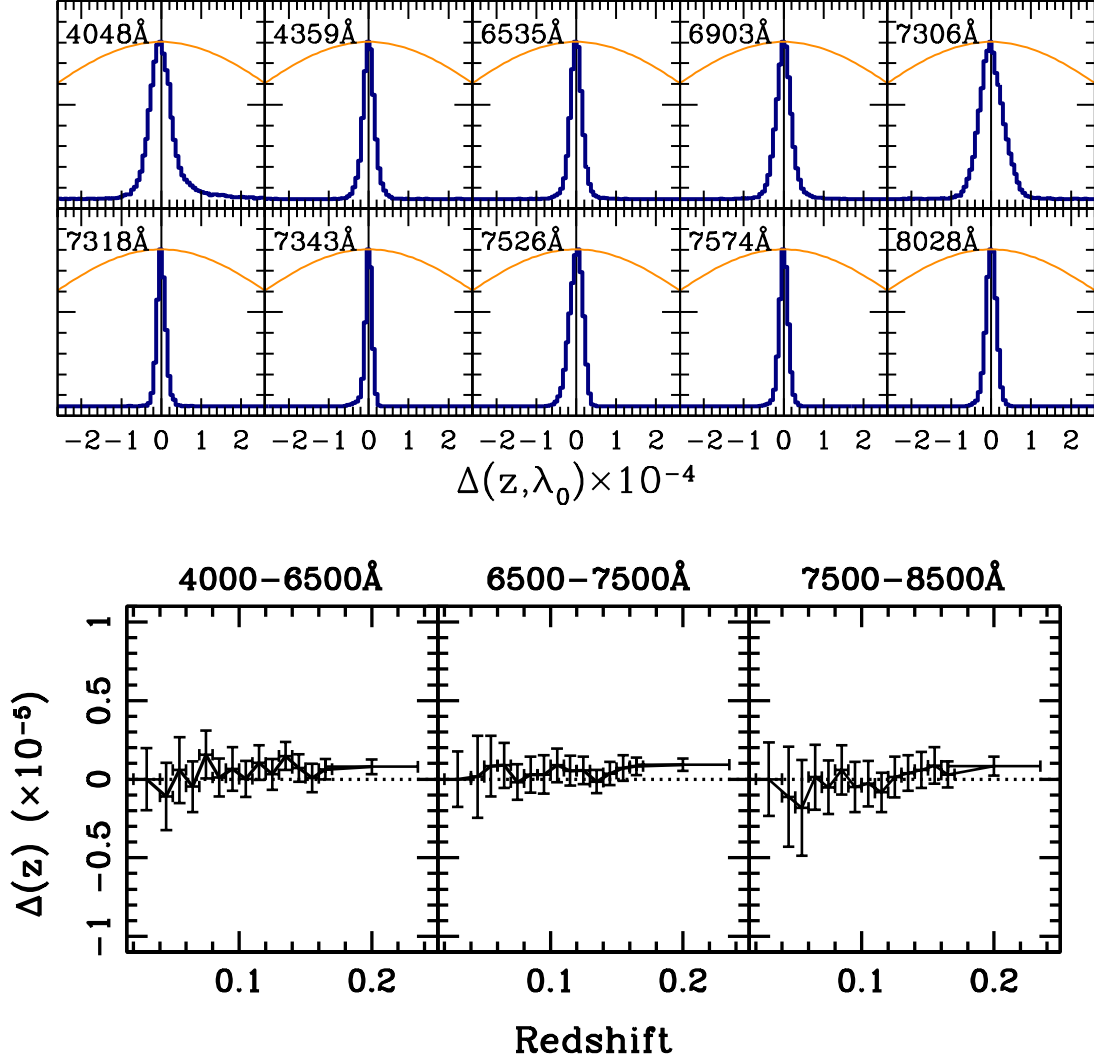 4048Å 4359Å 6535Å 6903Å 7306Å
7318Å 7343Å 7526Å 7574Å 8028Å
−2−1 0 1 2 −2−1 0 1 2 −2−1 0 1 2 −2−1 0 1 2 −2−1 0 1 2
Δ(z,λ₀)×10⁻⁴
4000−6500Å 6500−7500Å 7500−8500Å
1
0.5
0
−0.5
−1
Δ(z) (×10⁻⁵)
0.1 0.2 0.1 0.2 0.1 0.2
Redshift